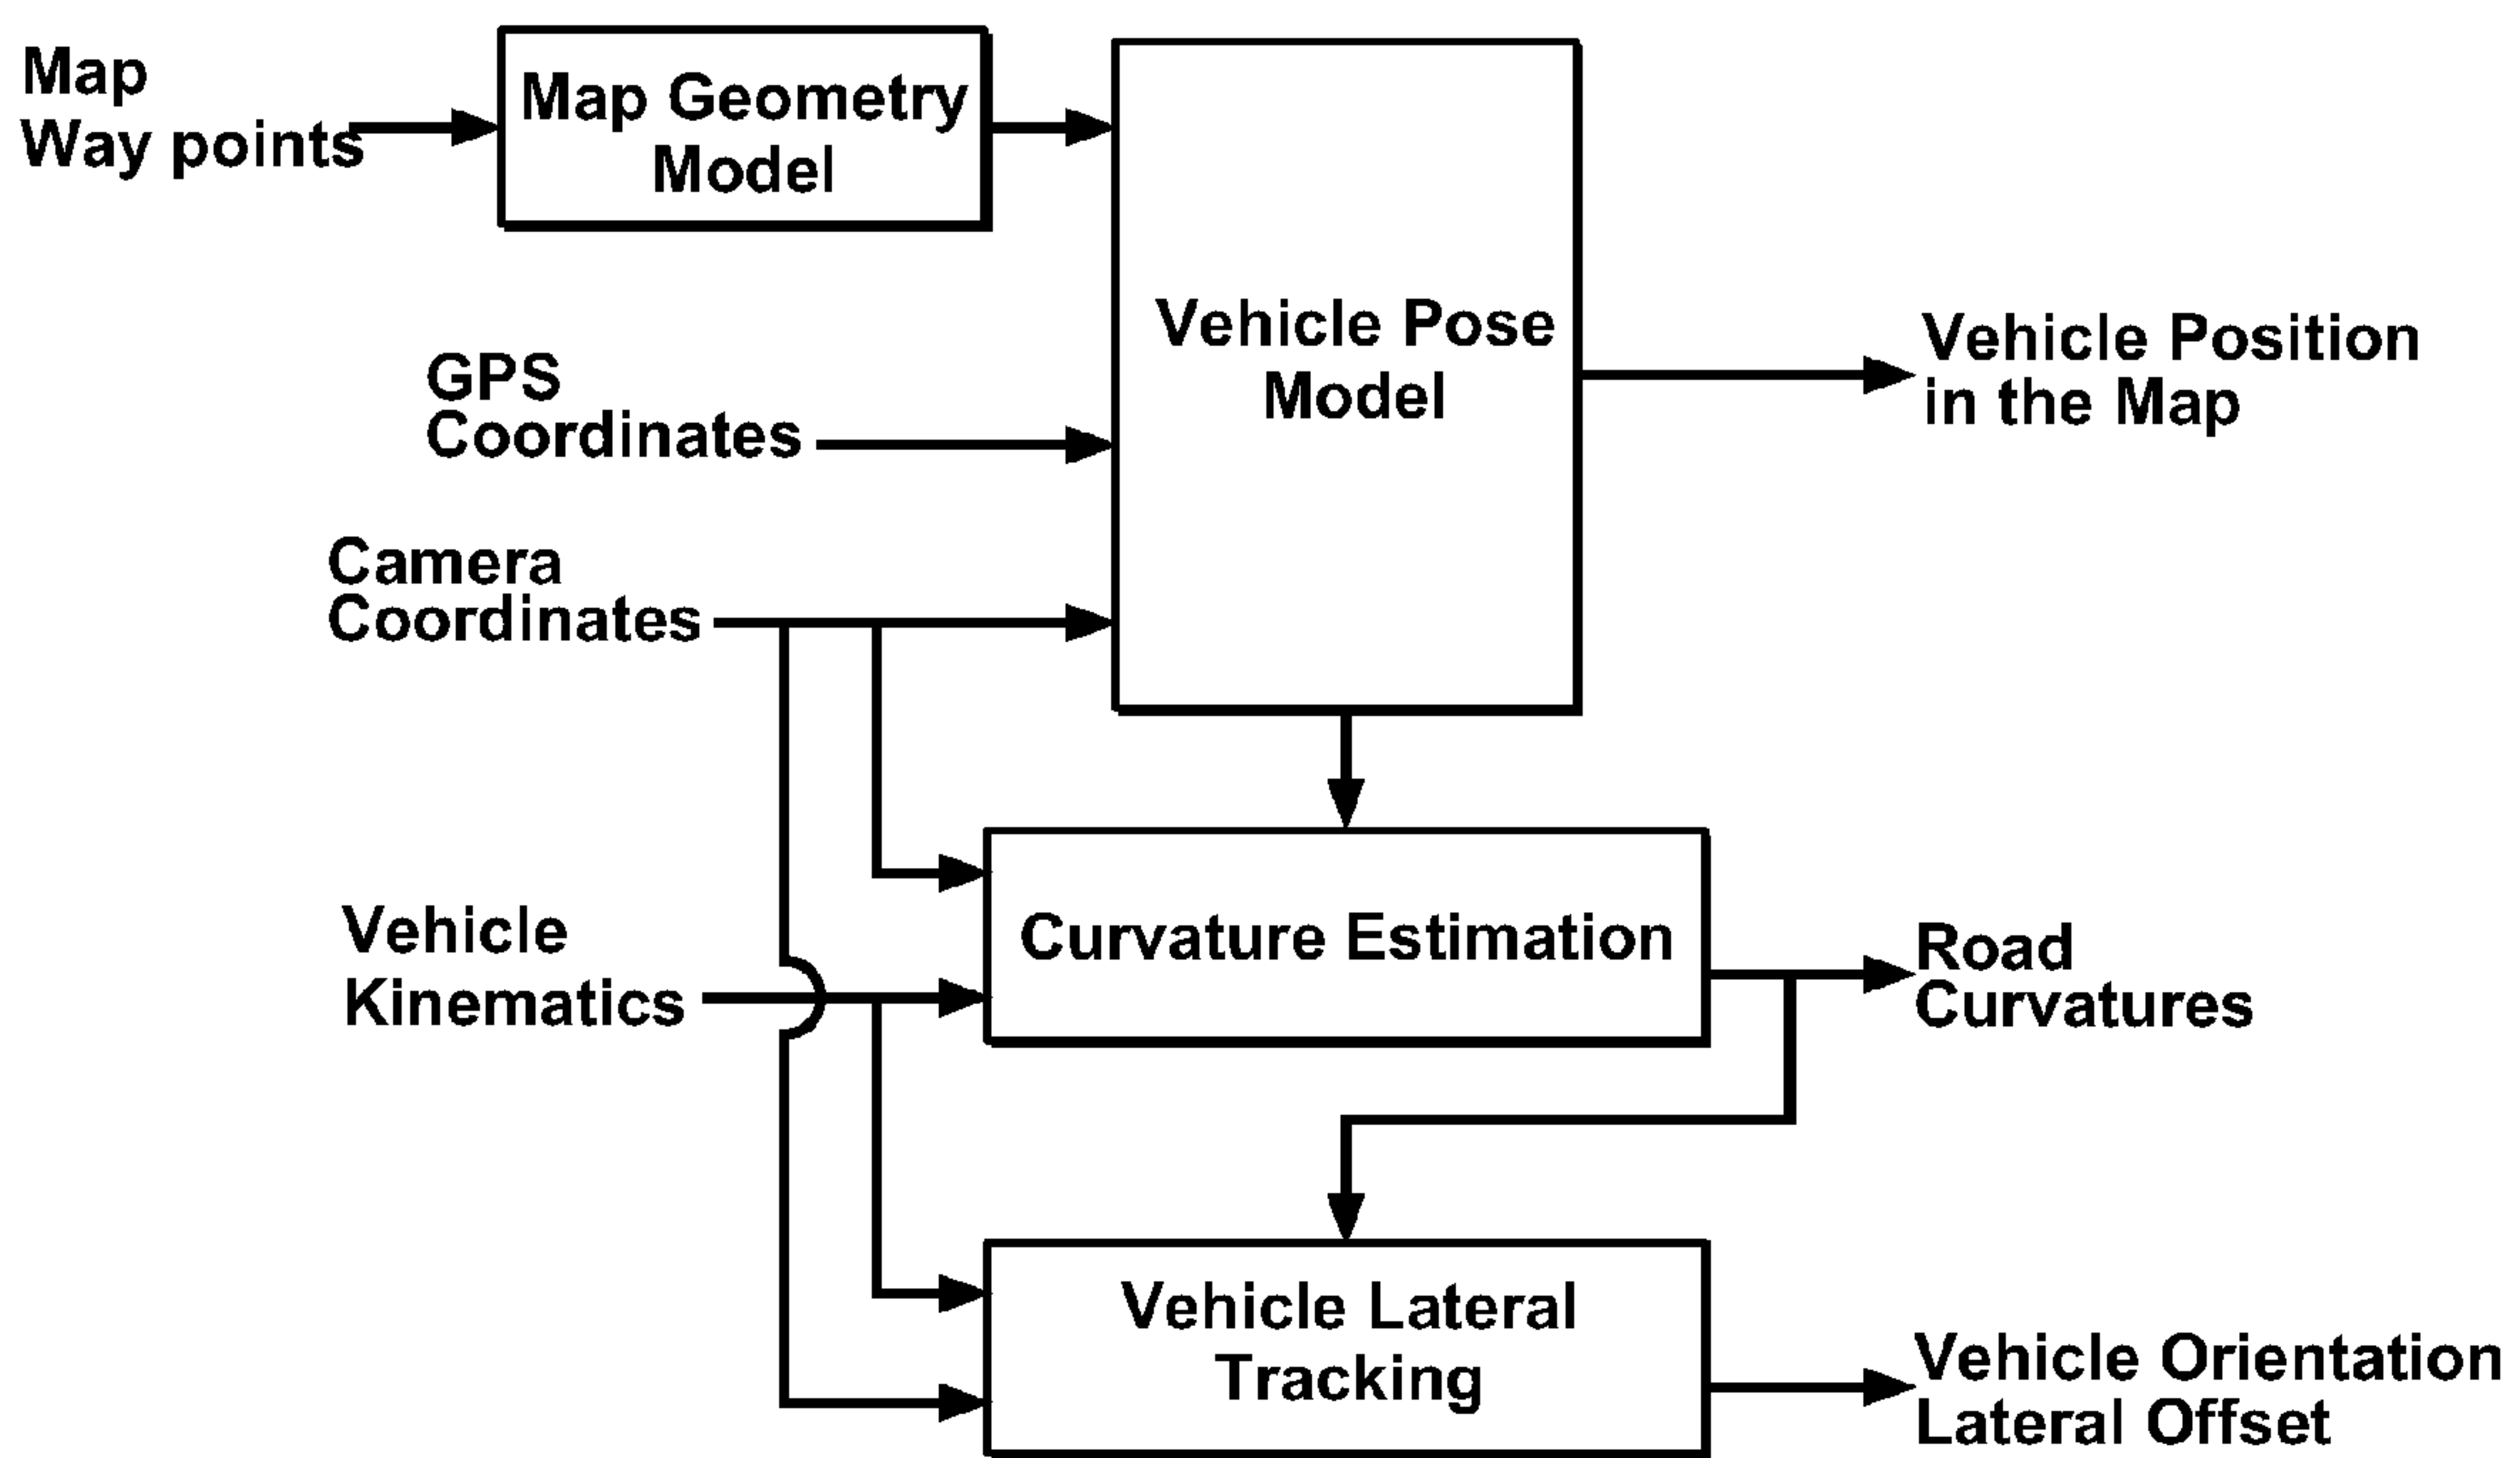 Map
Way points
Map Geometry
Model
Vehicle Pose
Model
GPS
Coordinates
Vehicle Position
in the Map
Camera
Coordinates
Vehicle
Kinematics
Curvature Estimation
Road
Curvatures
Vehicle Lateral
Tracking
Vehicle Orientation
Lateral Offset